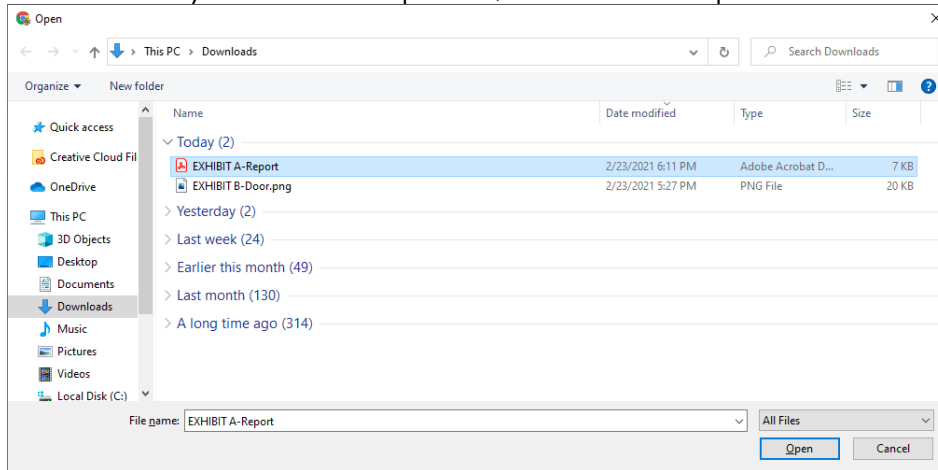 Open
This PC > Downloads
Search Downloads
Organize New folder
Name Date modified Type Size
Quick access
Creative Cloud Fil
OneDrive
This PC
3D Objects
Desktop
Documents
Downloads
Music
Pictures
Videos
Local Disk (C:)
Today (2)
EXHIBIT A-Report 2/23/2021 6:11 PM Adobe Acrobat D... 7 KB
EXHIBIT B-Door.png 2/23/2021 5:27 PM PNG File 20 KB
Yesterday (2)
Last week (24)
Earlier this month (49)
Last month (130)
A long time ago (314)
File name: EXHIBIT A-Report All Files
Open Cancel